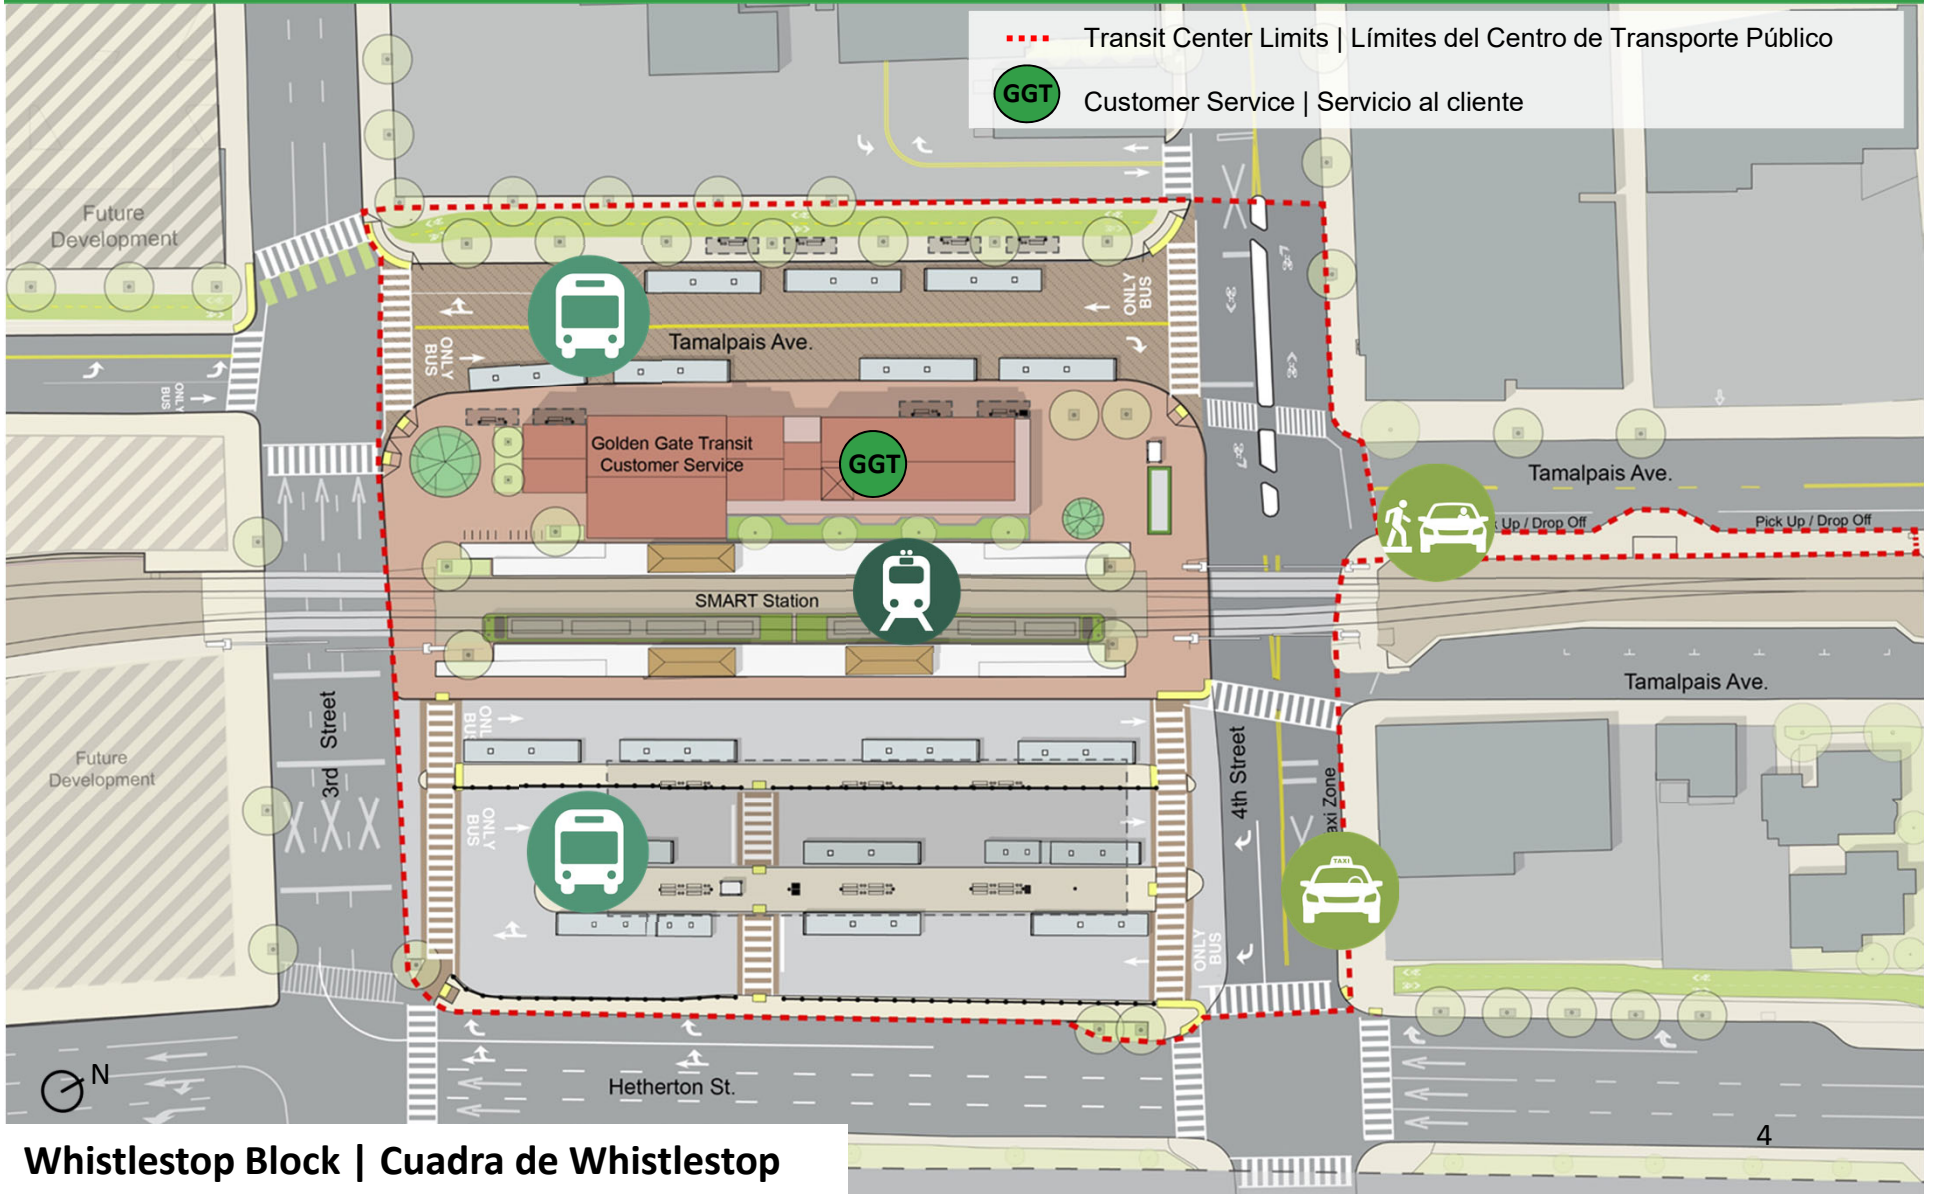 Transit Center Limits | Límites del Centro de Transporte Público
GGT
Customer Service | Servicio al cliente
Future
Development
ONLY
BUS
Tamalpais Ave.
ONLY
BUS
ONLY
BUS
Golden Gate Transit
Customer Service
GGT
Tamalpais Ave.
Up / Drop Off
Pick Up / Drop Off
SMART Station
Tamalpais Ave.
3rd Street
ONLY
BUS
4th Street
Future
Development
ONLY
BUS
Zone
TAXI
ONLY
BUS
N
Hetherton St.
4
Whistlestop Block | Cuadra de Whistlestop